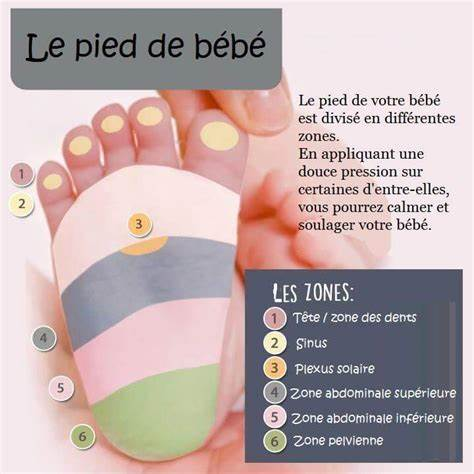 Le pied de bébé
Le pied de votre bébé
est divisé en différentes
zones.
En appliquant une
douce pression sur
certaines d'entre-elles,
vous pourrez calmer et
soulager votre bébé.
1
2
3
4
5
6
Les zones:
1 Tête / zone des dents
2 Sinus
3 Plexus solaire
4 Zone abdominale supérieure
5 Zone abdominale inférieure
6 Zone pelvienne